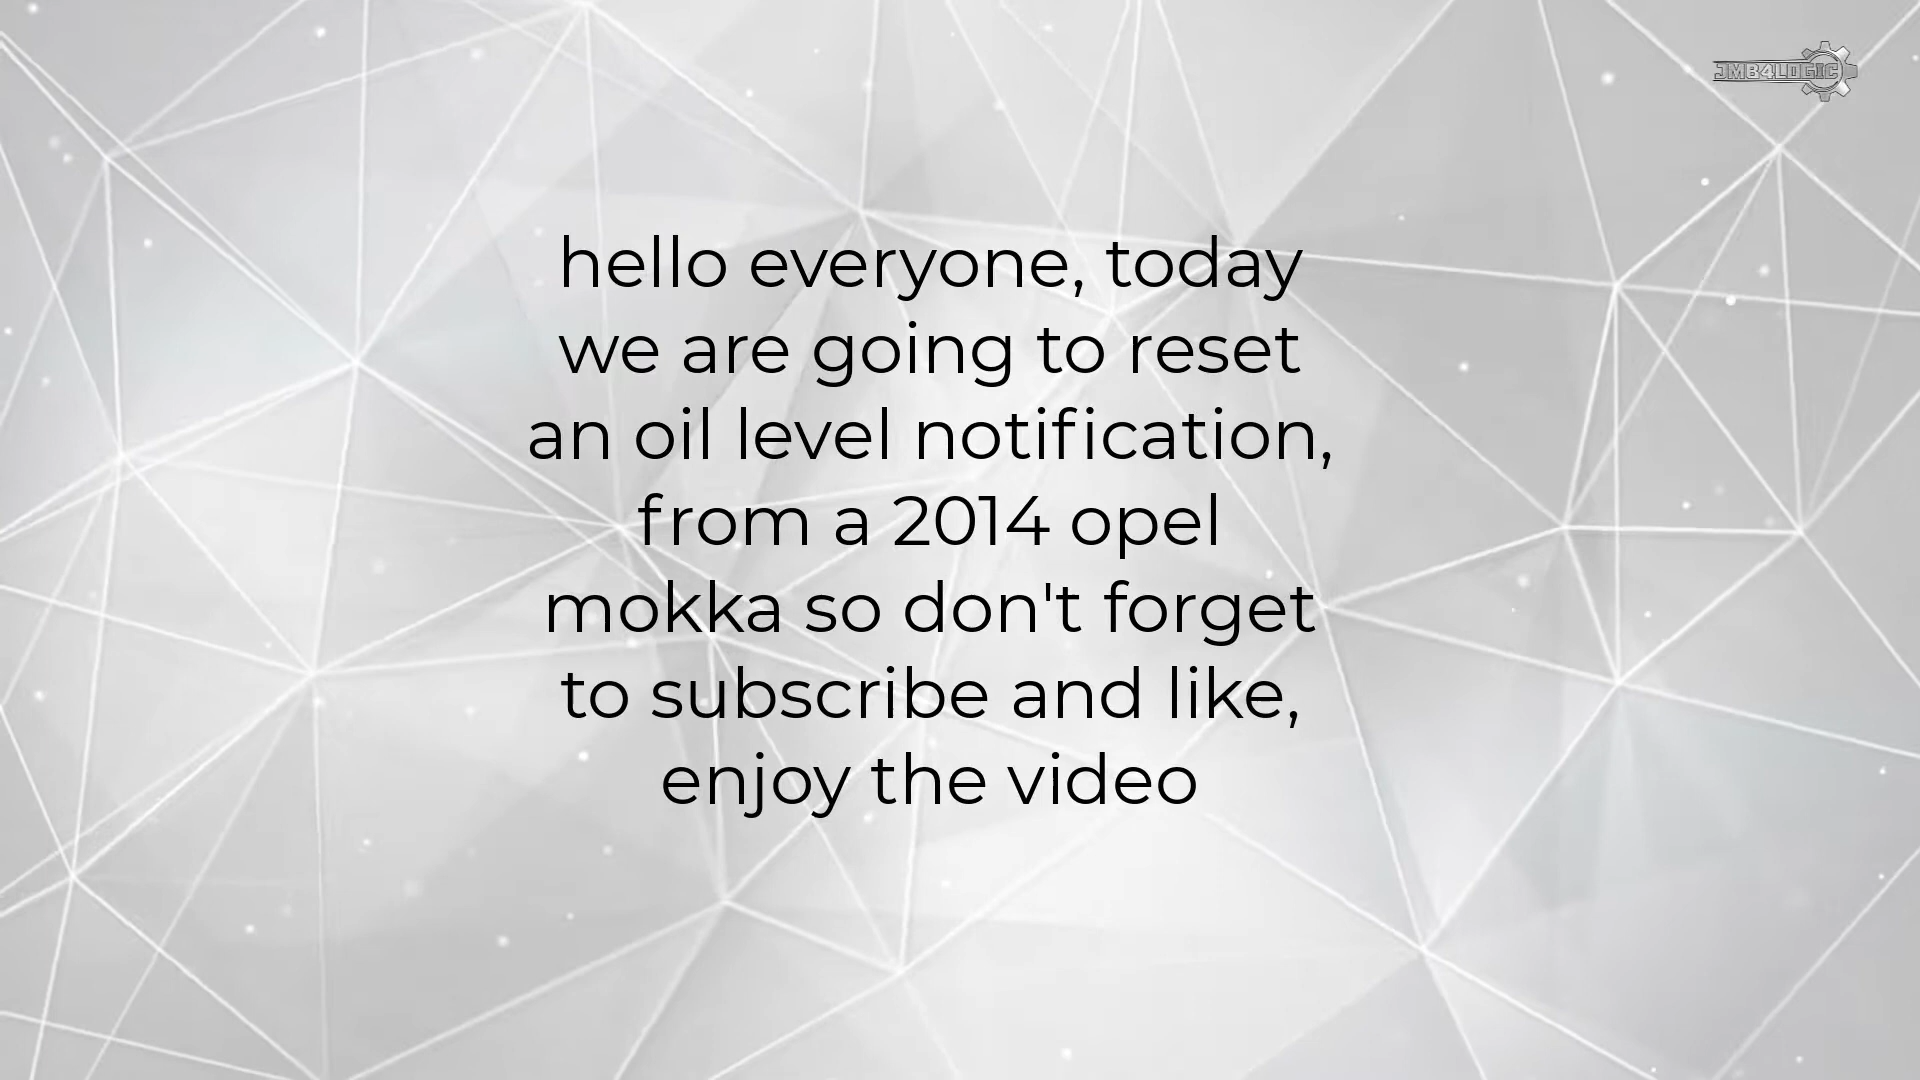 JMB4LOGIC
hello everyone, today
we are going to reset
an oil level notification,
from a 2014 opel
mokka so don't forget
to subscribe and like,
enjoy the video